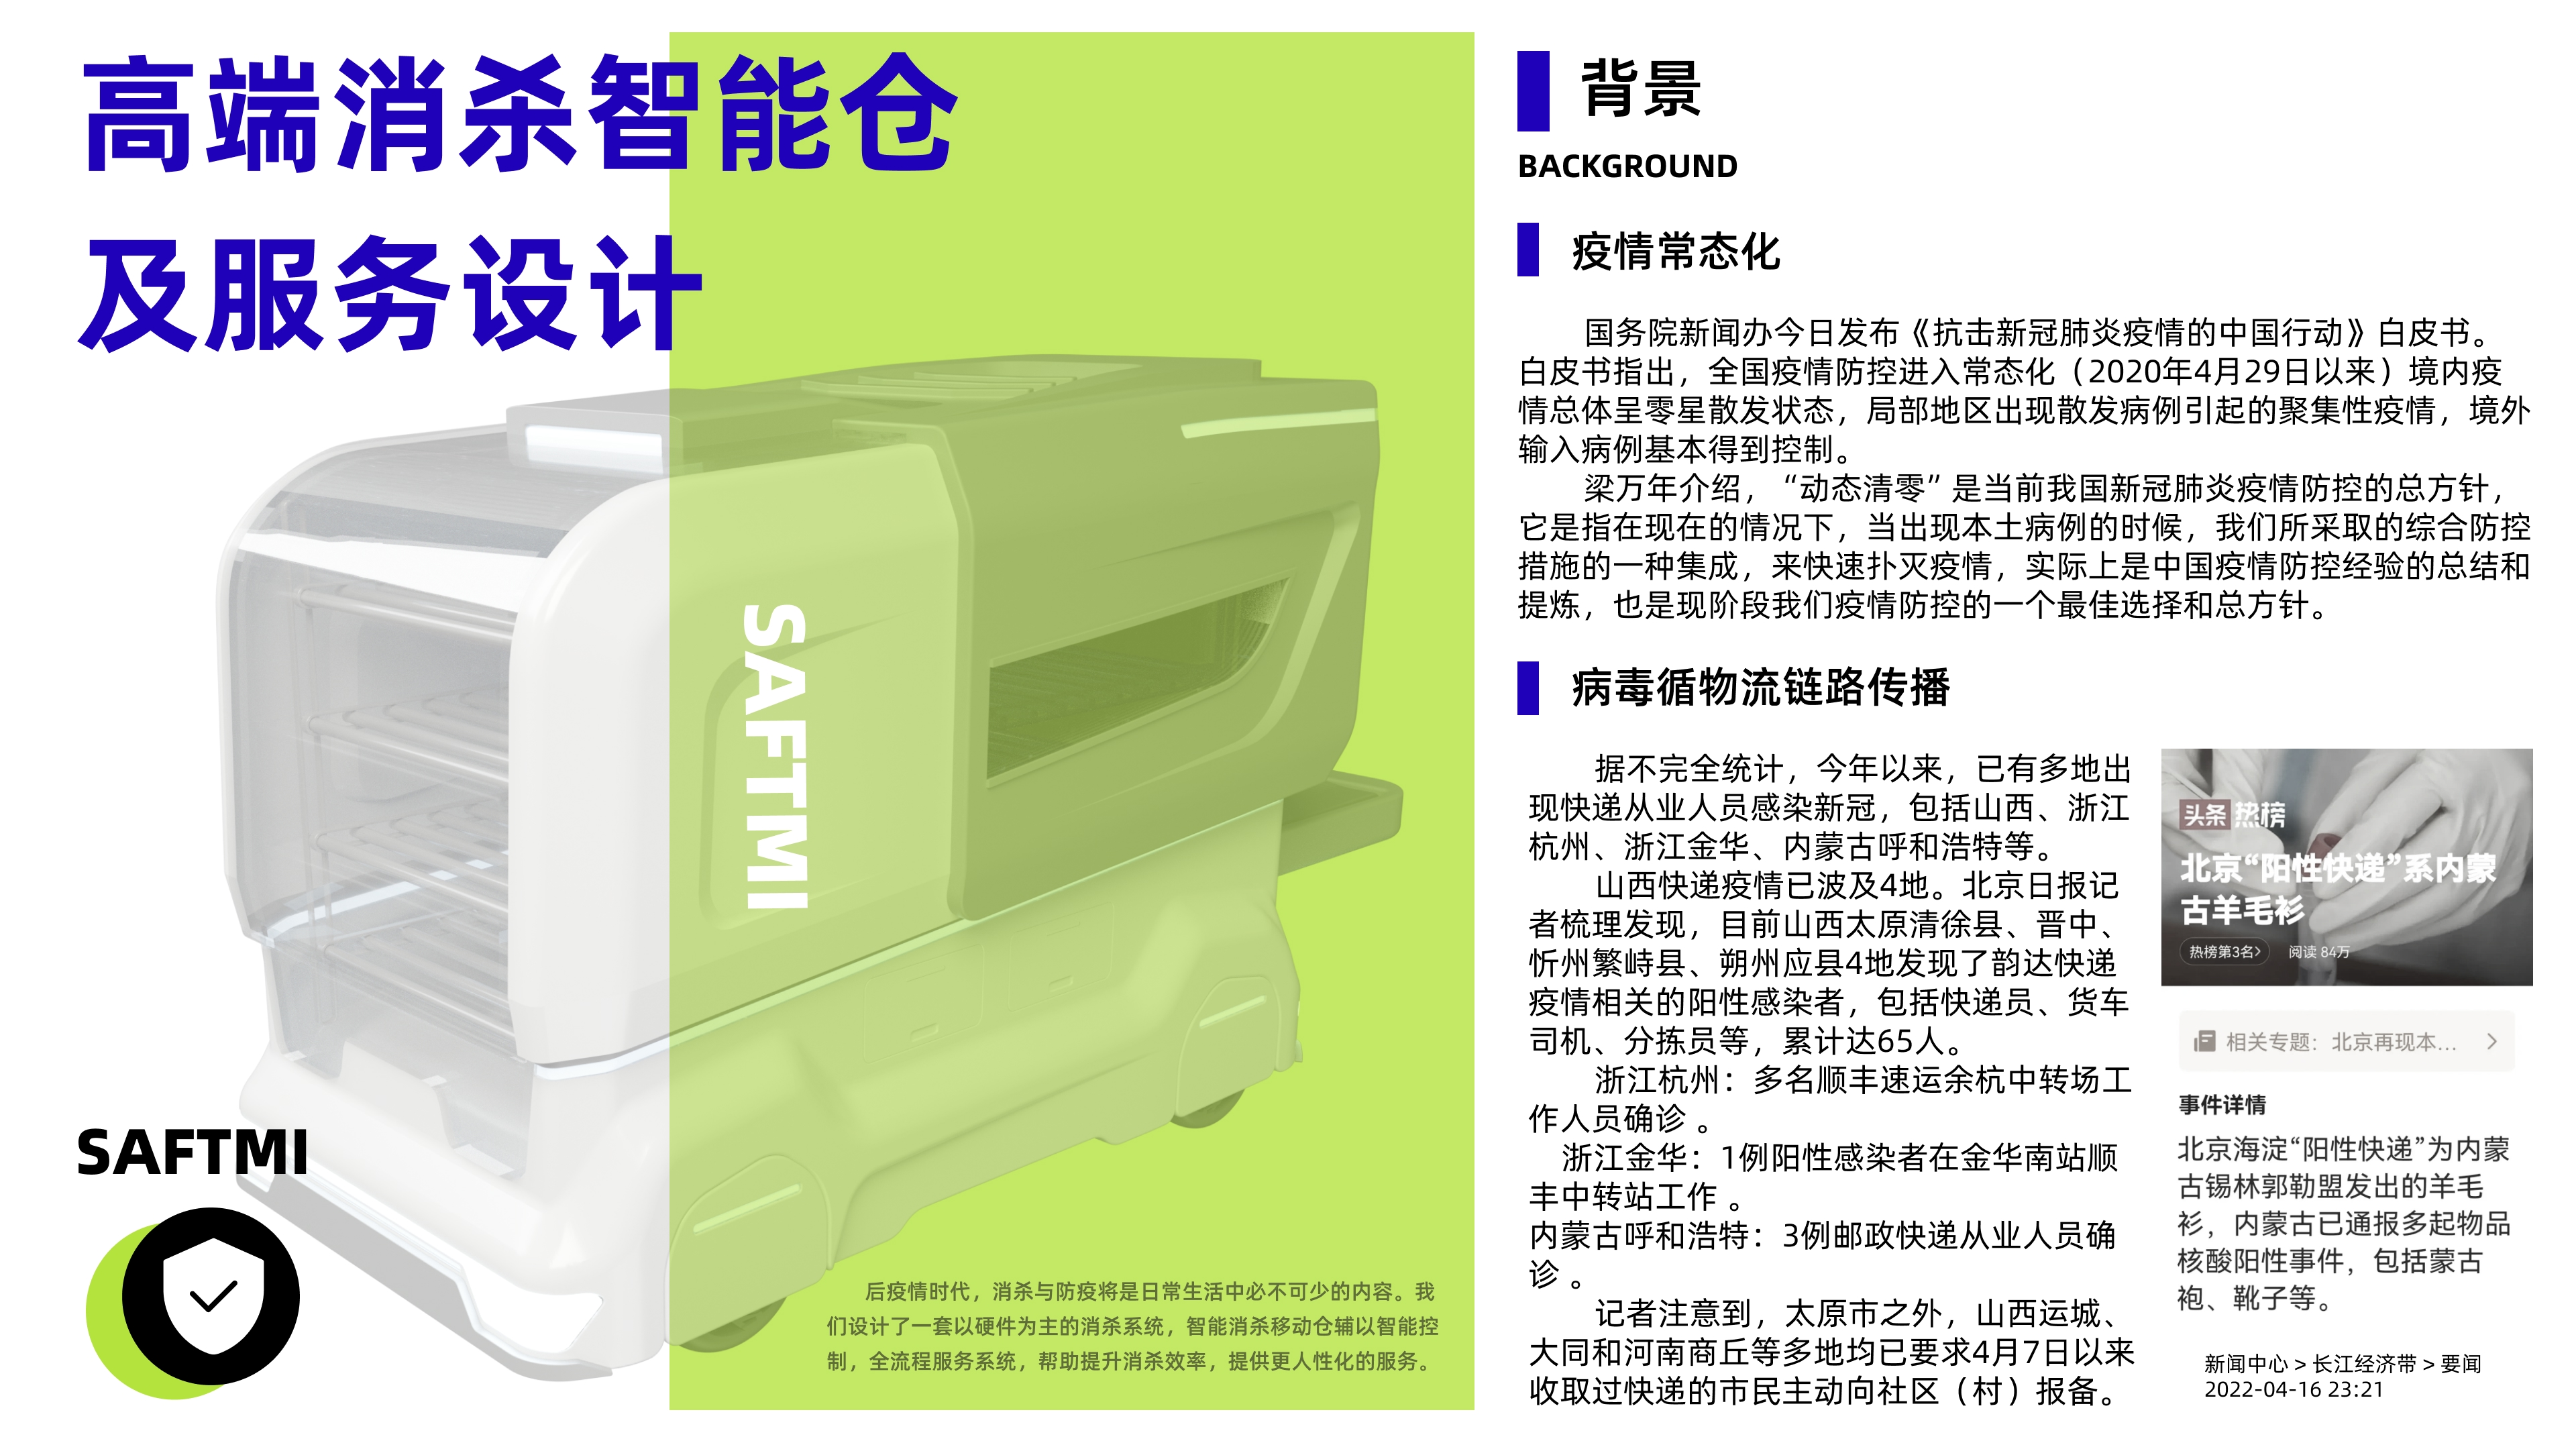 高端消杀智能仓
及服务设计
SAFTMI
SAFTMI
后疫情时代，消杀与防疫将是日常生活中必不可少的内容。我
们设计了一套以硬件为主的消杀系统，智能消杀移动仓辅以智能控
制，全流程服务系统，帮助提升消杀效率，提供更人性化的服务。
背景
BACKGROUND
疫情常态化
国务院新闻办今日发布《抗击新冠肺炎疫情的中国行动》白皮书。
白皮书指出，全国疫情防控进入常态化（2020年4月29日以来）境内疫
情总体呈零星散发状态，局部地区出现散发病例引起的聚集性疫情，境外
输入病例基本得到控制。
梁万年介绍，“动态清零”是当前我国新冠肺炎疫情防控的总方针，
它是指在现在的情况下，当出现本土病例的时候，我们所采取的综合防控
措施的一种集成，来快速扑灭疫情，实际上是中国疫情防控经验的总结和
提炼，也是现阶段我们疫情防控的一个最佳选择和总方针。
病毒循物流链路传播
据不完全统计，今年以来，已有多地出
现快递从业人员感染新冠，包括山西、浙江
杭州、浙江金华、内蒙古呼和浩特等。
山西快递疫情已波及4地。北京日报记
者梳理发现，目前山西太原清徐县、晋中、
忻州繁峙县、朔州应县4地发现了韵达快递
疫情相关的阳性感染者，包括快递员、货车
司机、分拣员等，累计达65人。
浙江杭州：多名顺丰速运余杭中转场工
作人员确诊 。
浙江金华：1例阳性感染者在金华南站顺
丰中转站工作 。
内蒙古呼和浩特：3例邮政快递从业人员确
诊 。
记者注意到，太原市之外，山西运城、
大同和河南商丘等多地均已要求4月7日以来
收取过快递的市民主动向社区（村）报备。
头条 热榜
北京“阳性快递”系内蒙
古羊毛衫
热榜第3名> 阅读 84万
相关专题：北京再现本... >
事件详情
北京海淀“阳性快递”为内蒙
古锡林郭勒盟发出的羊毛
衫，内蒙古已通报多起物品
核酸阳性事件，包括蒙古
袍、靴子等。
新闻中心 > 长江经济带 > 要闻
2022-04-16 23:21